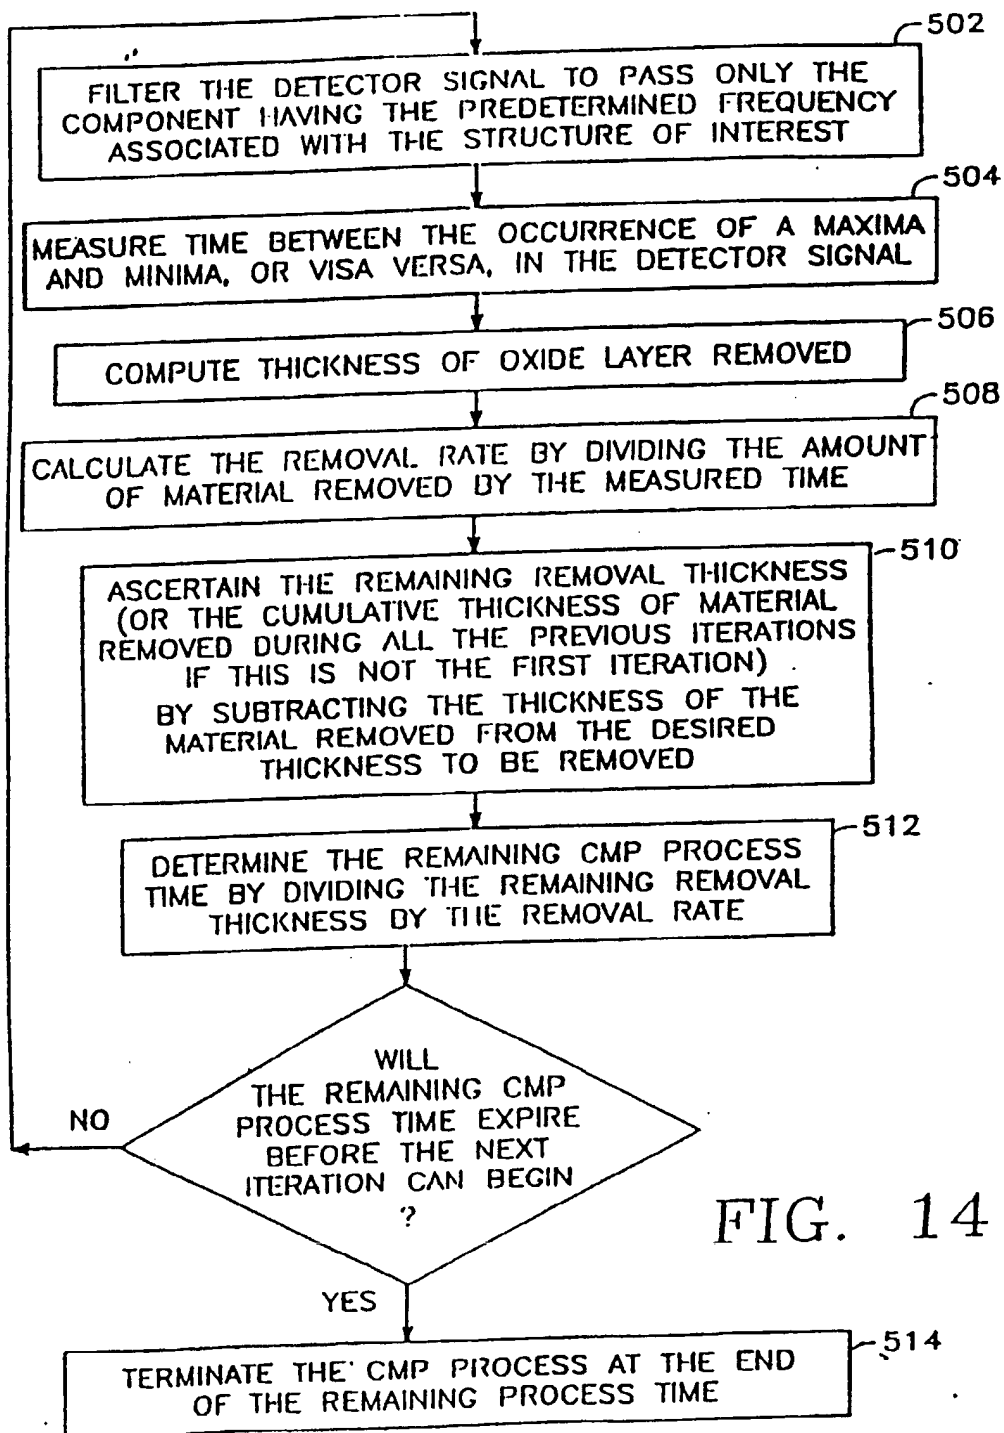 502
FILTER THE DETECTOR SIGNAL TO PASS ONLY THE
COMPONENT HAVING THE PREDETERMINED FREQUENCY
ASSOCIATED WITH THE STRUCTURE OF INTEREST
504
MEASURE TIME BETWEEN THE OCCURRENCE OF A MAXIMA
AND MINIMA, OR VISA VERSA, IN THE DETECTOR SIGNAL
506
COMPUTE THICKNESS OF OXIDE LAYER REMOVED
508
CALCULATE THE REMOVAL RATE BY DIVIDING THE AMOUNT
OF MATERIAL REMOVED BY THE MEASURED TIME
510
ASCERTAIN THE REMAINING REMOVAL THICKNESS
(OR THE CUMULATIVE THICKNESS OF MATERIAL
REMOVED DURING ALL THE PREVIOUS ITERATIONS
IF THIS IS NOT THE FIRST ITERATION)
BY SUBTRACTING THE THICKNESS OF THE
MATERIAL REMOVED FROM THE DESIRED
THICKNESS TO BE REMOVED
512
DETERMINE THE REMAINING CMP PROCESS
TIME BY DIVIDING THE REMAINING REMOVAL
THICKNESS BY THE REMOVAL RATE
WILL
THE REMAINING CMP
PROCESS TIME EXPIRE
BEFORE THE NEXT
ITERATION CAN BEGIN
?
NO
FIG. 14
YES
514
TERMINATE THE CMP PROCESS AT THE END
OF THE REMAINING PROCESS TIME